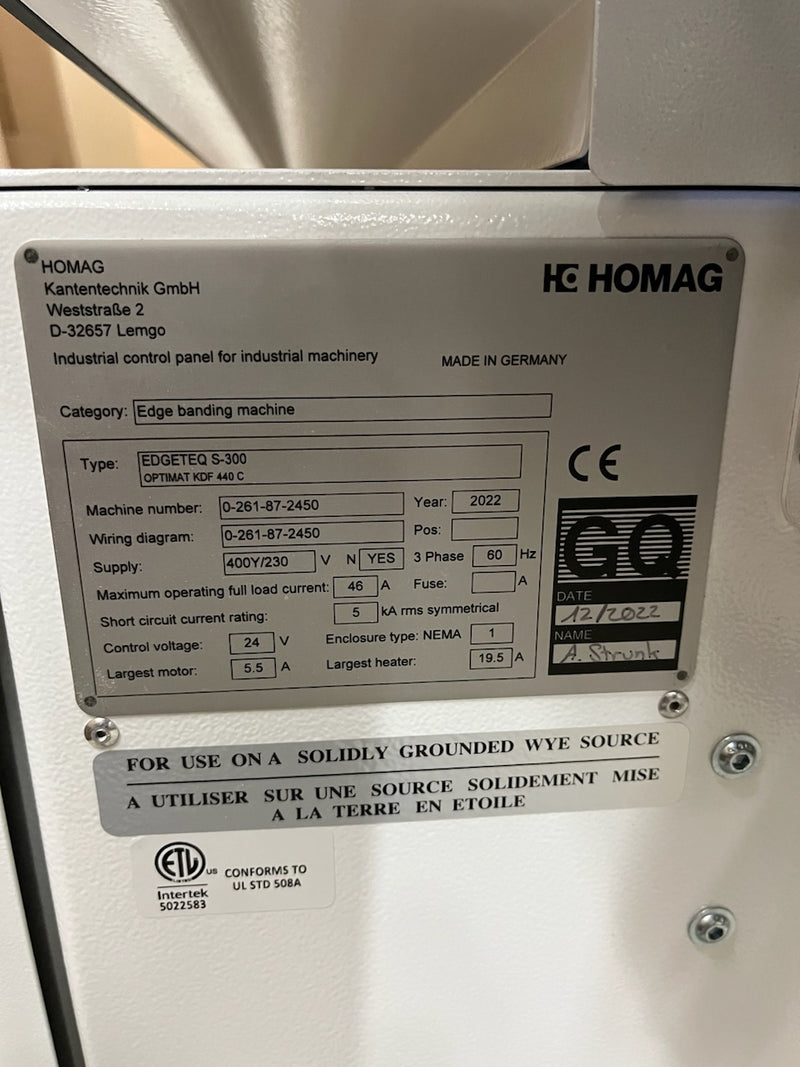 HOMAG
Kantentechnik GmbH
Weststraße 2
D-32657 Lemgo
HOMAG
Industrial control panel for industrial machinery
MADE IN GERMANY
Category: Edge banding machine
Type: EDGETEQ S-300
OPTIMAT KDF 440 C
CE
Machine number: 0-261-87-2450 Year: 2022
Wiring diagram: 0-261-87-2450 Pos:
Supply: 400Y/230 V N YES 3 Phase 60 Hz
Maximum operating full load current: 46 A Fuse: A
Short circuit current rating: 5 kA rms symmetrical
Control voltage: 24 V Enclosure type: NEMA 1
Largest motor: 5.5 A Largest heater: 19.5 A
GQ
DATE
12/2022
NAME
A. Strunk
FOR USE ON A SOLIDLY GROUNDED WYE SOURCE
A UTILISER SUR UNE SOURCE SOLIDEMENT MISE
A LA TERRE EN ETOILE
ETL US
Intertek
5022583
CONFORMS TO
UL STD 508A